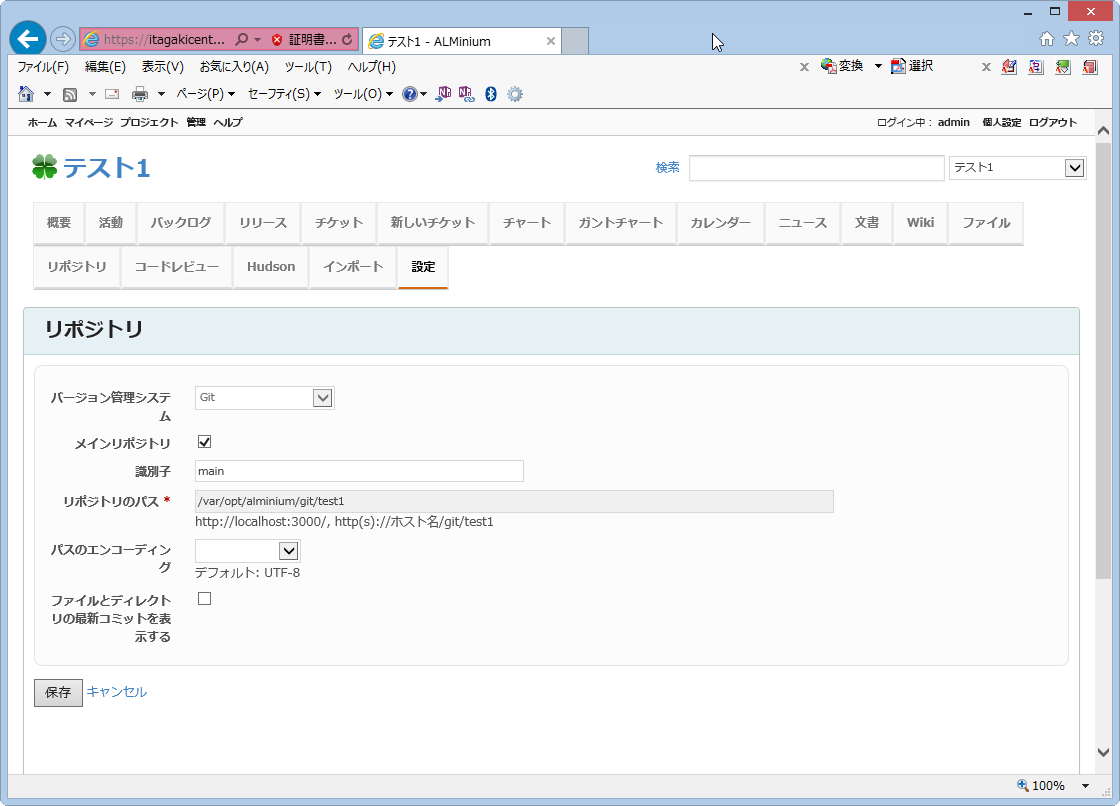 https://itagakicent...
証明書...
テスト1 - ALMinium
ファイル(F) 編集(E) 表示(V) お気に入り(A) ツール(T) ヘルプ(H)
変換
選択
ページ(P) セーフティ(S) ツール(O)
ホーム マイページ プロジェクト 管理 ヘルプ
ログイン中： admin 個人設定 ログアウト
テスト1
検索
テスト1
概要 活動 バックログ リリース チケット 新しいチケット チャート ガントチャート カレンダー ニュース 文書 Wiki ファイル
リポジトリ コードレビュー Hudson インポート 設定
リポジトリ
バージョン管理システ
ム
Git
メインリポジトリ
識別子 main
リポジトリのパス * /var/opt/alminium/git/test1
http://localhost:3000/, http(s)://ホスト名/git/test1
パスのエンコーディン
グ
デフォルト: UTF-8
ファイルとディレクト
リの最新コミットを表
示する
保存 キャンセル
100%